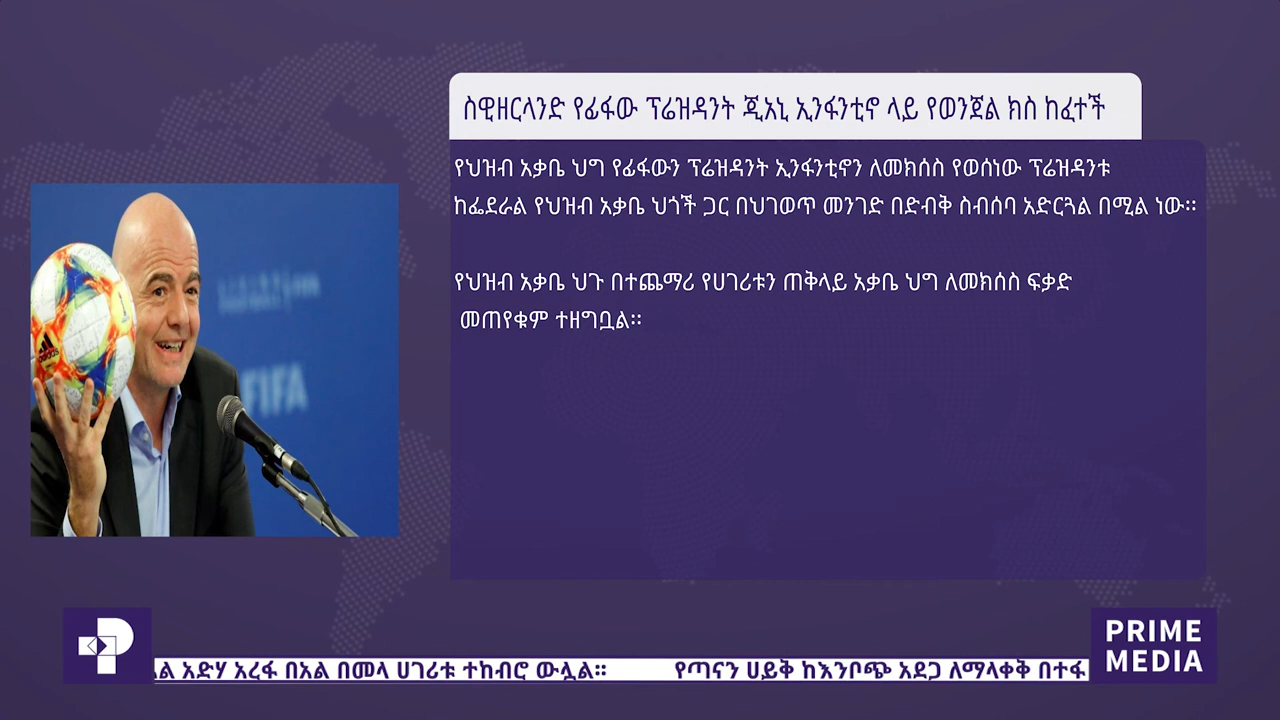 ስዊዘርላንድ የፊፋው ፕሬዝዳንት ጂአኒ ኢንፋንቲኖ ላይ የወንጀል ክስ ከፈተች
የህዝብ አቃቤ ህግ የፊፋውን ፕሬዝዳንት ኢንፋንቲኖን ለመክሰስ የወሰነው ፕሬዝዳንቱ
ከፌደራል የህዝብ አቃቤ ህጎች ጋር በህገወጥ መንገድ በድብቅ ስብሰባ አድርጓል በሚል ነው።
የህዝብ አቃቤ ህጉ በተጨማሪ የሀገሪቱን ጠቅላይ አቃቤ ህግ ለመክሰስ ፍቃድ
መጠየቁም ተዘግቧል።
adidas
FIFA
PRIME
MEDIA
አድሃ አረፋ በአል በመላ ሀገሪቱ ተከብሮ ውሏል። የጣናን ሀይቅ ከእንቦጭ አደጋ ለማላቀቅ በተፋ